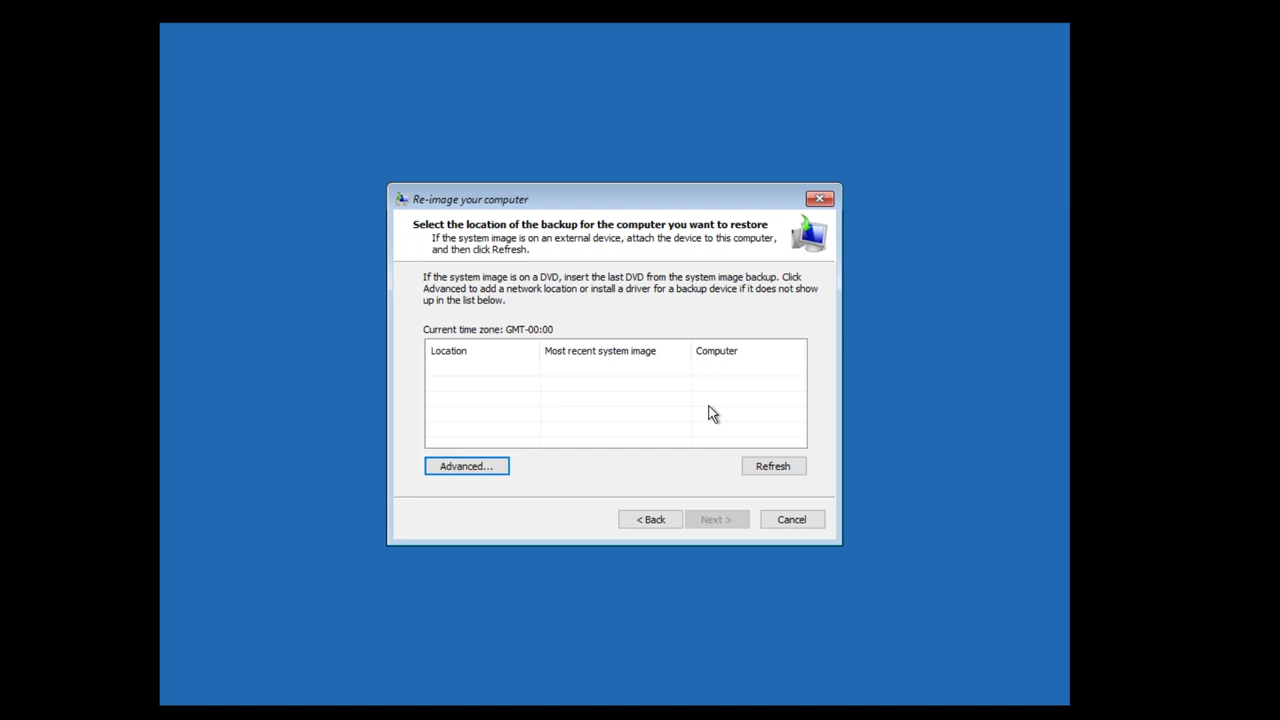 Re-image your computer
Select the location of the backup for the computer you want to restore
If the system image is on an external device, attach the device to this computer,
and then click Refresh.
If the system image is on a DVD, insert the last DVD from the system image backup. Click
Advanced to add a network location or install a driver for a backup device if it does not show
up in the list below.
Current time zone: GMT-00:00
Location Most recent system image Computer
Advanced... Refresh
< Back Next > Cancel